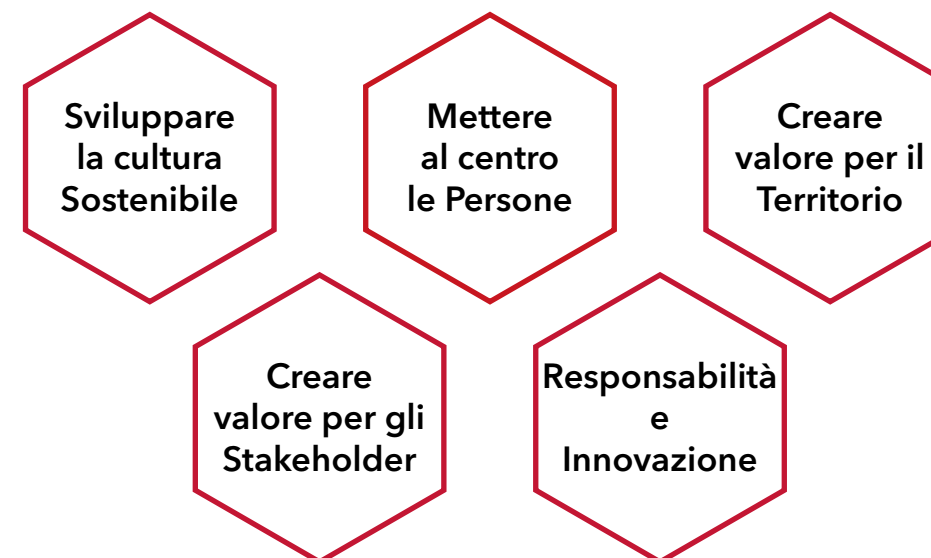 Sviluppare
la cultura
Sostenibile
Mettere
al centro
le Persone
Creare
valore per il
Territorio
Creare
valore per gli
Stakeholder
Responsabilità
e
Innovazione